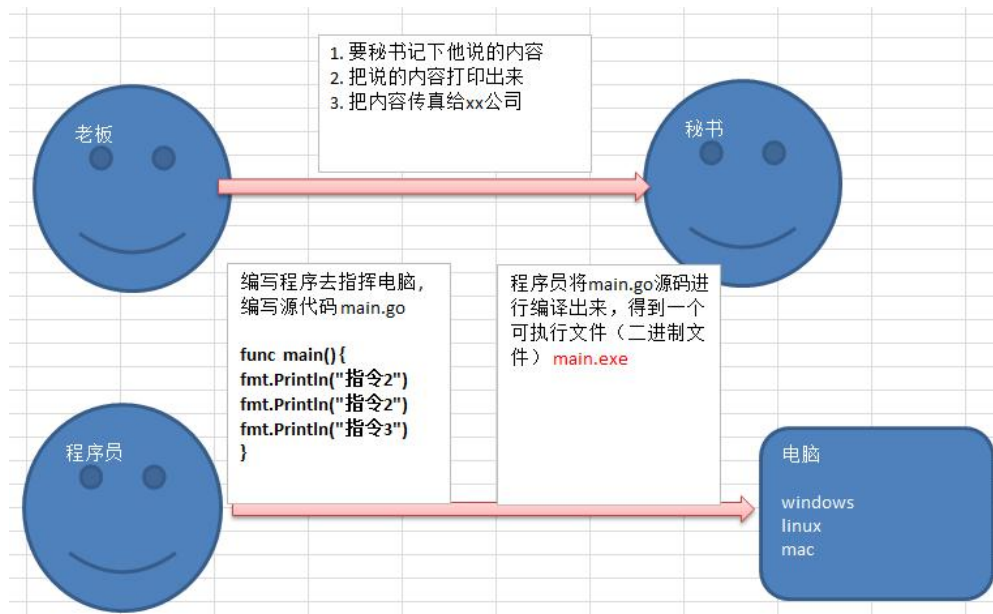 1. 要秘书记下他说的内容
2. 把说的内容打印出来
3. 把内容传真给xx公司
老板
秘书
编写程序去指挥电脑,
编写源代码main.go
func main(){
fmt.Println("指令2")
fmt.Println("指令2")
fmt.Println("指令3")
}
程序员将main.go源码进
行编译出来，得到一个
可执行文件（二进制文
件） main.exe
程序员
电脑
windows
linux
mac